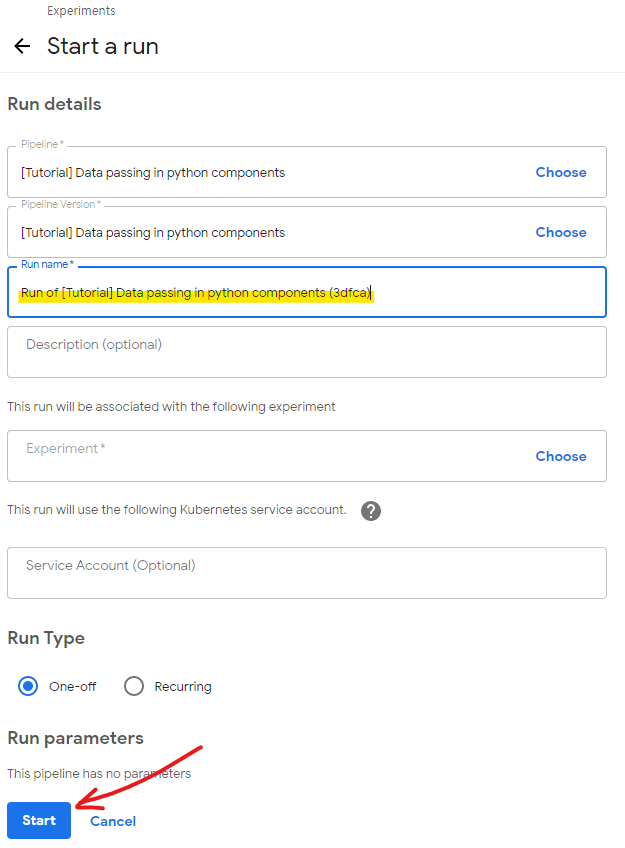 Experiments
Start a run
Run details
Pipeline*
[Tutorial] Data passing in python components
Choose
Pipeline Version*
[Tutorial] Data passing in python components
Choose
Run name*
Run of [Tutorial] Data passing in python components (3dfca)
Description (optional)
This run will be associated with the following experiment
Experiment*
Choose
This run will use the following Kubernetes service account. ?
Service Account (Optional)
Run Type
One-off Recurring
Run parameters
This pipeline has no parameters
Start Cancel